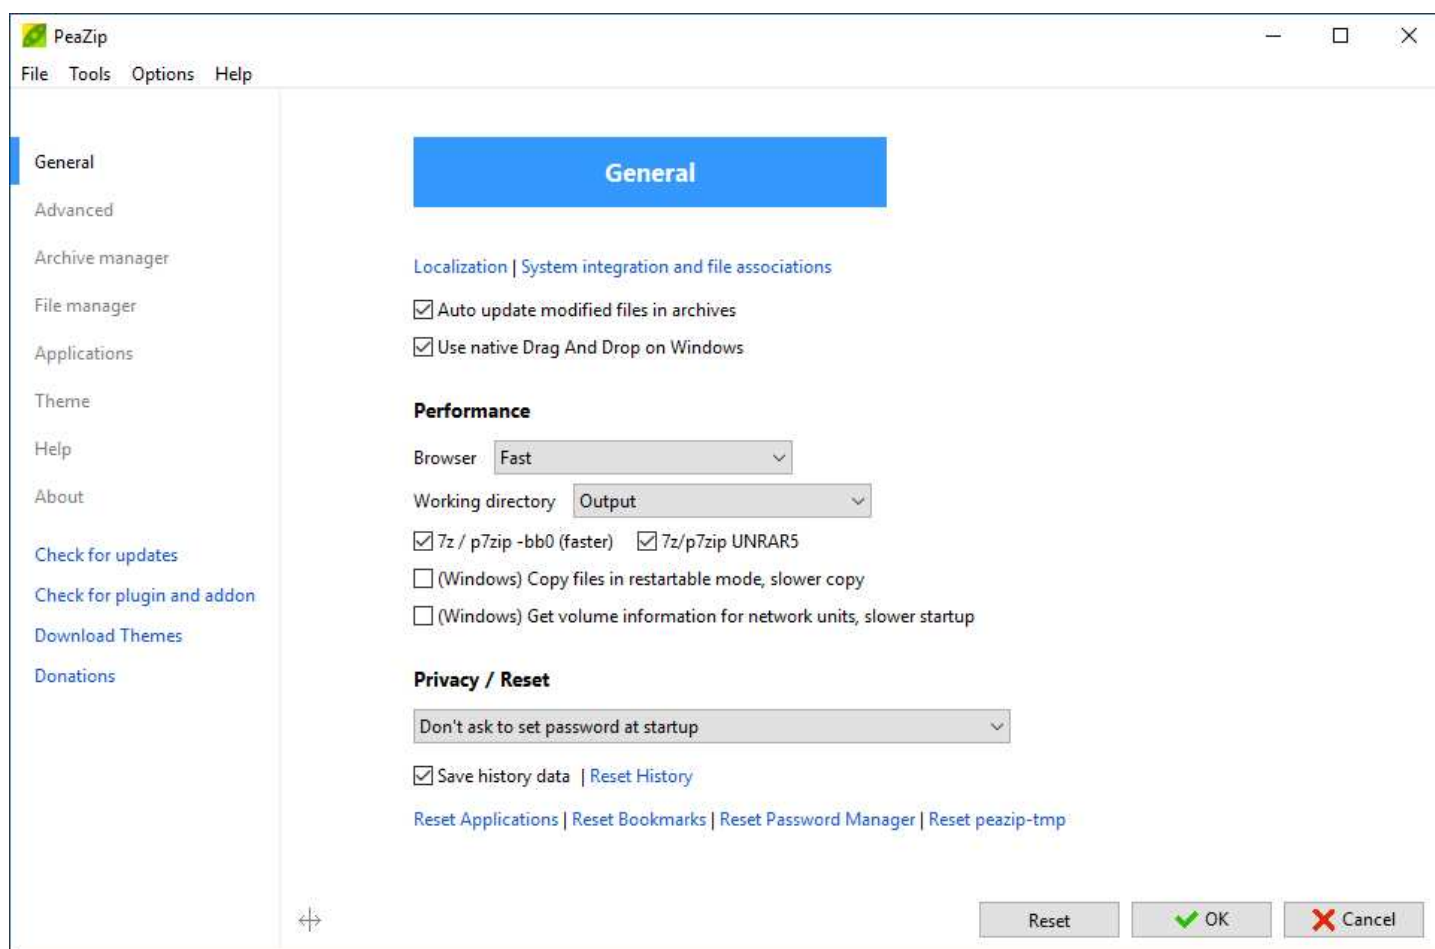 PeaZip
File Tools Options Help
General
Advanced
Archive manager
File manager
Applications
Theme
Help
About
Check for updates
Check for plugin and addon
Download Themes
Donations
General
Localization | System integration and file associations
Auto update modified files in archives
Use native Drag And Drop on Windows
Performance
Browser Fast
Working directory Output
7z / p7zip -bb0 (faster) 7z/p7zip UNRAR5
(Windows) Copy files in restartable mode, slower copy
(Windows) Get volume information for network units, slower startup
Privacy / Reset
Don't ask to set password at startup
Save history data | Reset History
Reset Applications | Reset Bookmarks | Reset Password Manager | Reset peazip-tmp
Reset OK Cancel